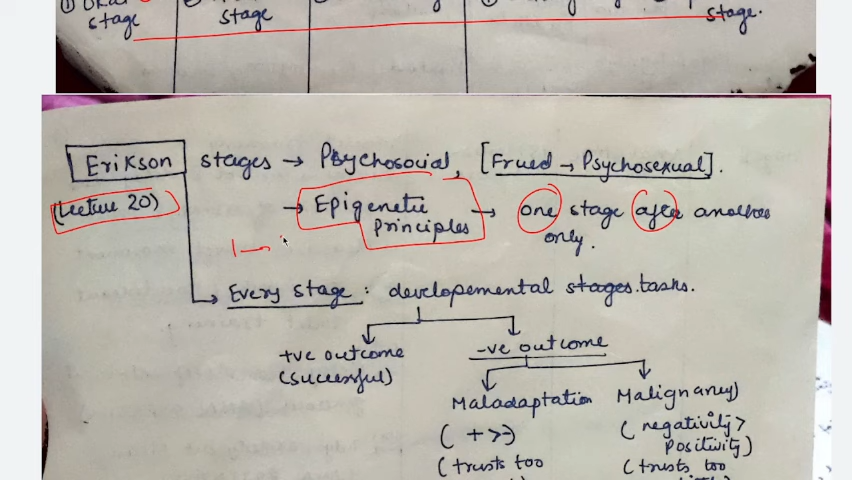 stage
stage
stage.
Erikson stages → Psychosocial, [Frued → Psychosexual].
(Lecture 20) → Epigenetic principles → one stage after another only.
Every stage : developemental stages.tasks.
+ve outcome (successful)
-ve outcome
Maladaptation
(+>-)
(trusts too
Malignancy)
(negativity>
positivity)
(trusts too